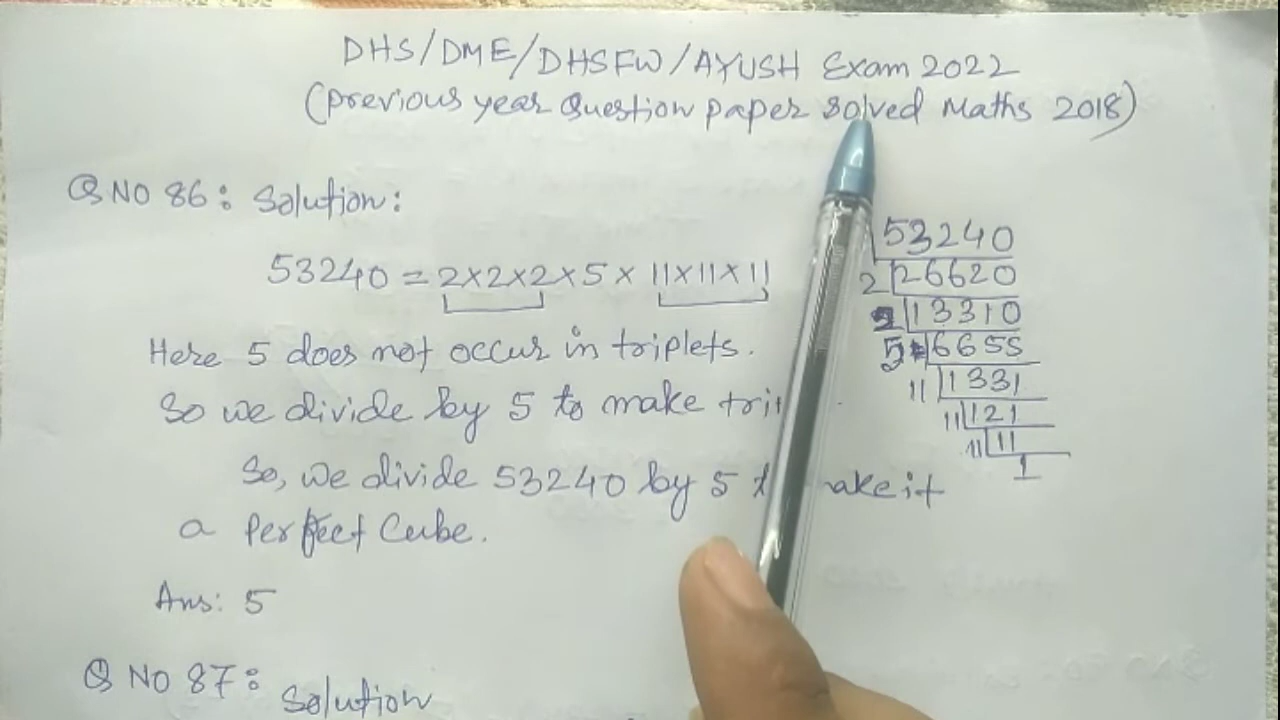 DHS/DME/DHSFW/AYUSH Exam 2022
(previous year Question paper solved Maths 2018)
Q NO 86: Solution:
53240 = 2×2×2×5× 11×11×11
Here 5 does not occur in triplets.
So we divide by 5 to make
So, we divide 53240 by 5 make it
a perfect Cube.
Ans: 5
53240
2 26620
2 13310
5 6655
11 1331
11 121
11 11
1
Q NO 87: Solution